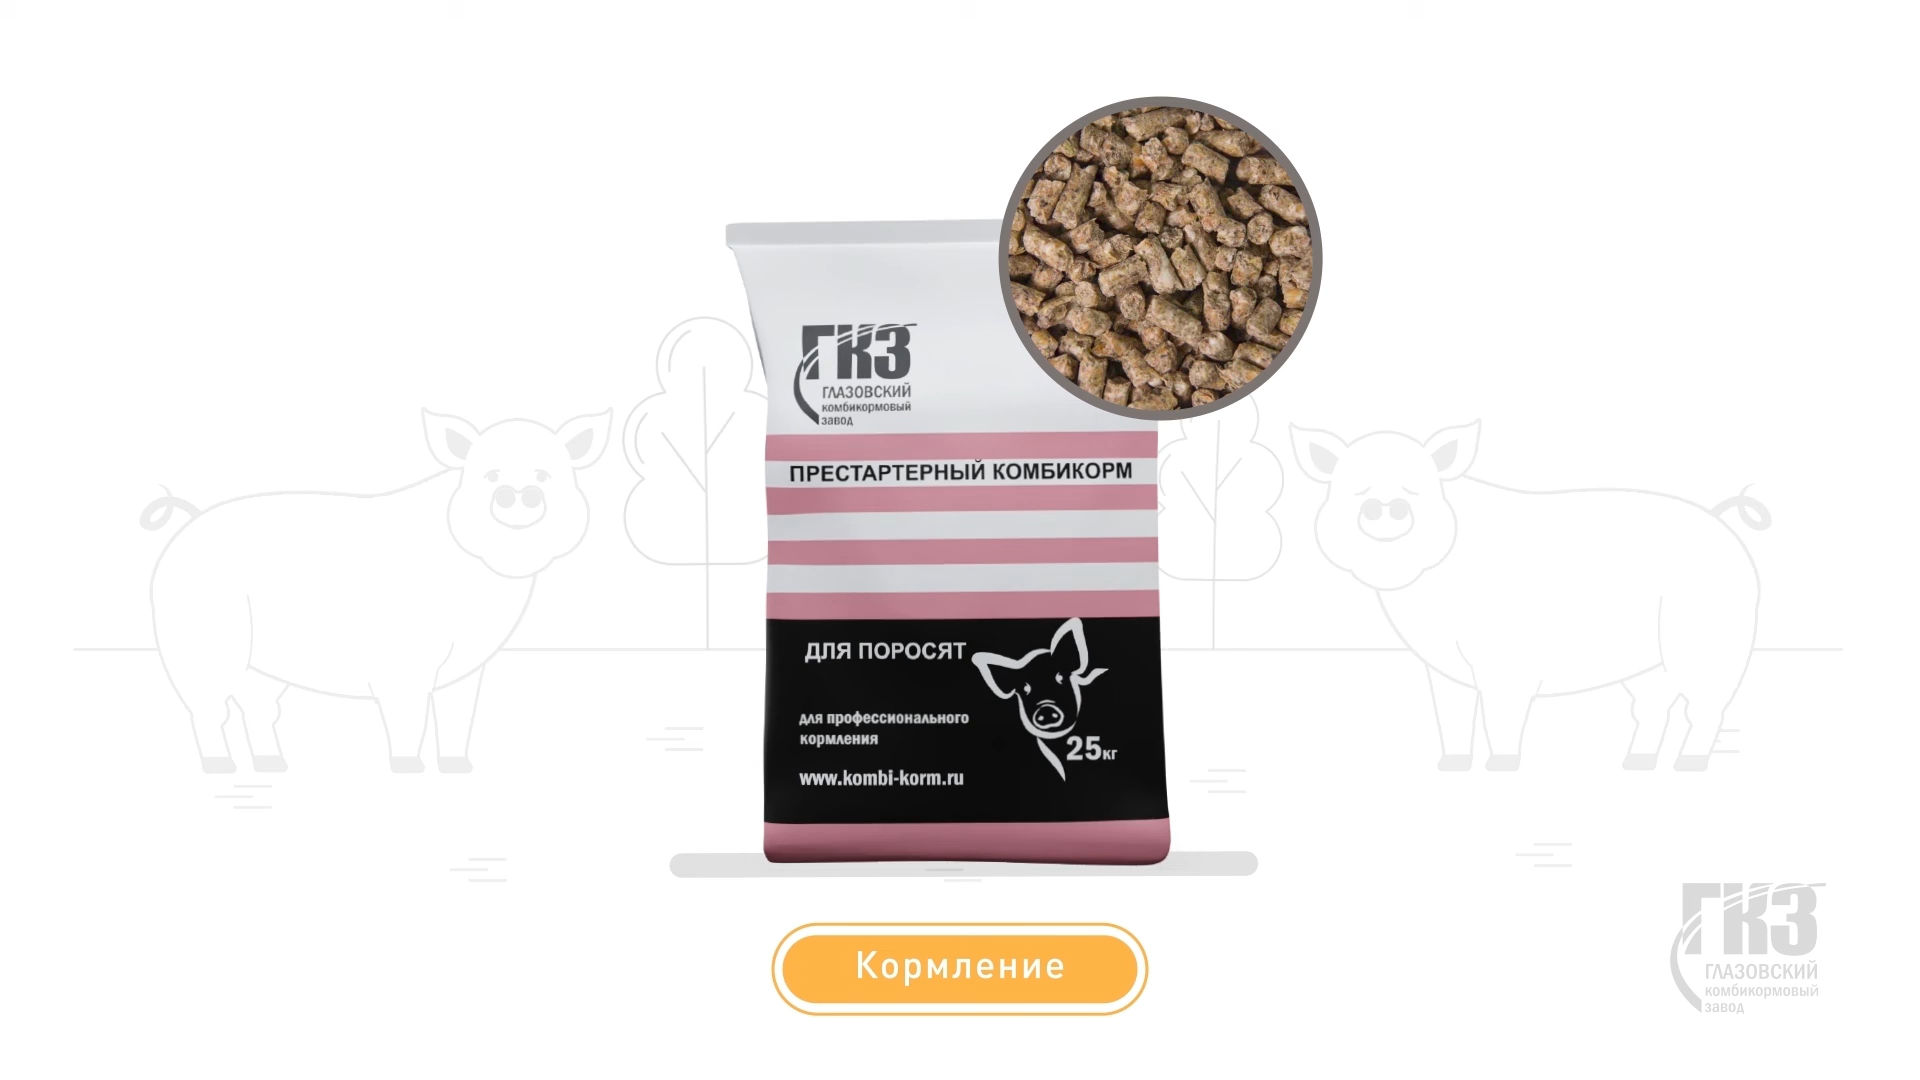 ГКЗ
ГЛАЗОВСКИЙ
комбикормовый
завод
ПРЕСТАРТЕРНЫЙ КОМБИКОРМ
ДЛЯ ПОРОСЯТ
для профессионального
кормления
25кг
www.kombi-korm.ru
Кормление
ГКЗ
ГЛАЗОВСКИЙ
комбикормовый
завод